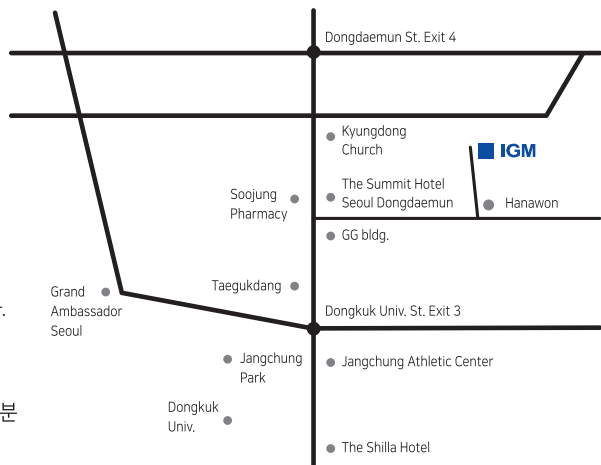 Dongdaemun St. Exit 4
Kyungdong
Church
IGM
The Summit Hotel
Seoul Dongdaemun
Soojung
Pharmacy
Hanawon
GG bldg.
Taegukdang
Grand
Ambassador
Seoul
r.
Dongkuk Univ. St. Exit 3
Jangchung
Park
Jangchung Athletic Center
분
Dongkuk
Univ.
The Shilla Hotel